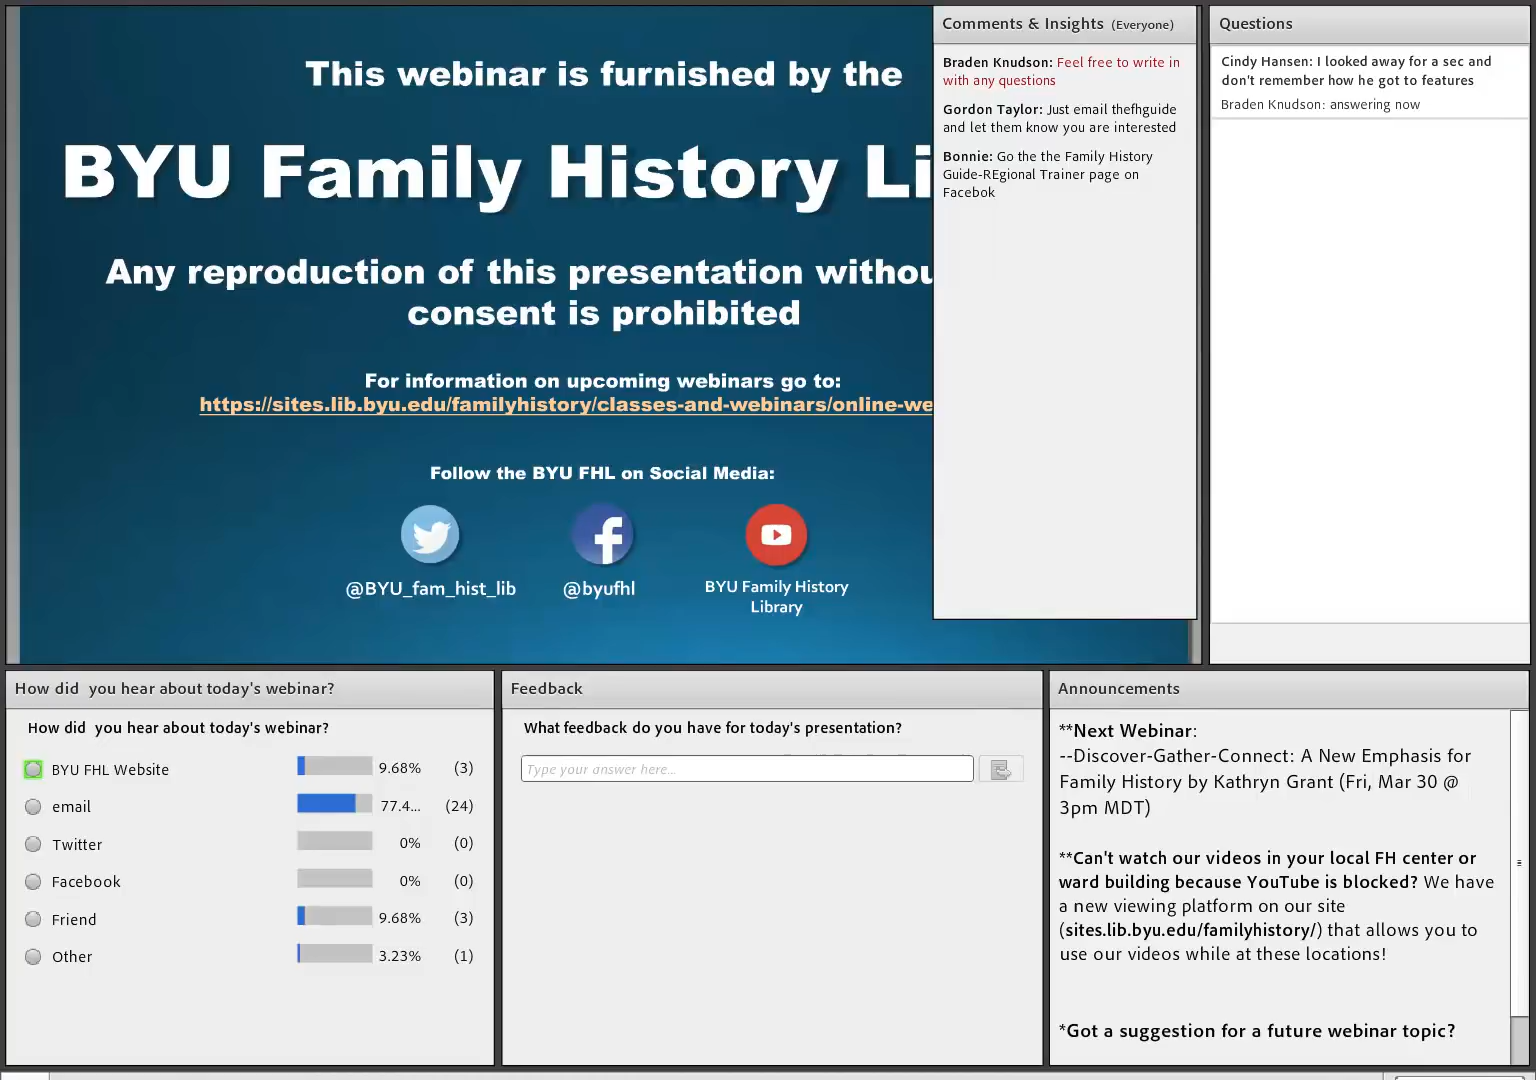 This webinar is furnished by the
BYU Family History Li
Any reproduction of this presentation withou
consent is prohibited
For information on upcoming webinars go to:
https://sites.lib.byu.edu/familyhistory/classes-and-webinars/online-we
Follow the BYU FHL on Social Media:
@BYU_fam_hist_lib
@byufhl
BYU Family History
Library
Comments & Insights (Everyone)
Braden Knudson: Feel free to write in
with any questions
Gordon Taylor: Just email thefhguide
and let them know you are interested
Bonnie: Go the the Family History
Guide-REgional Trainer page on
Facebok
Questions
Cindy Hansen: I looked away for a sec and
don't remember how he got to features
Braden Knudson: answering now
How did  you hear about today's webinar?
How did  you hear about today's webinar?
BYU FHL Website 9.68% (3)
email 77.4... (24)
Twitter 0% (0)
Facebook 0% (0)
Friend 9.68% (3)
Other 3.23% (1)
Feedback
What feedback do you have for today's presentation?
Type your answer here...
Announcements
**Next Webinar:
--Discover-Gather-Connect: A New Emphasis for
Family History by Kathryn Grant (Fri, Mar 30 @
3pm MDT)
**Can't watch our videos in your local FH center or
ward building because YouTube is blocked? We have
a new viewing platform on our site
(sites.lib.byu.edu/familyhistory/) that allows you to
use our videos while at these locations!
*Got a suggestion for a future webinar topic?